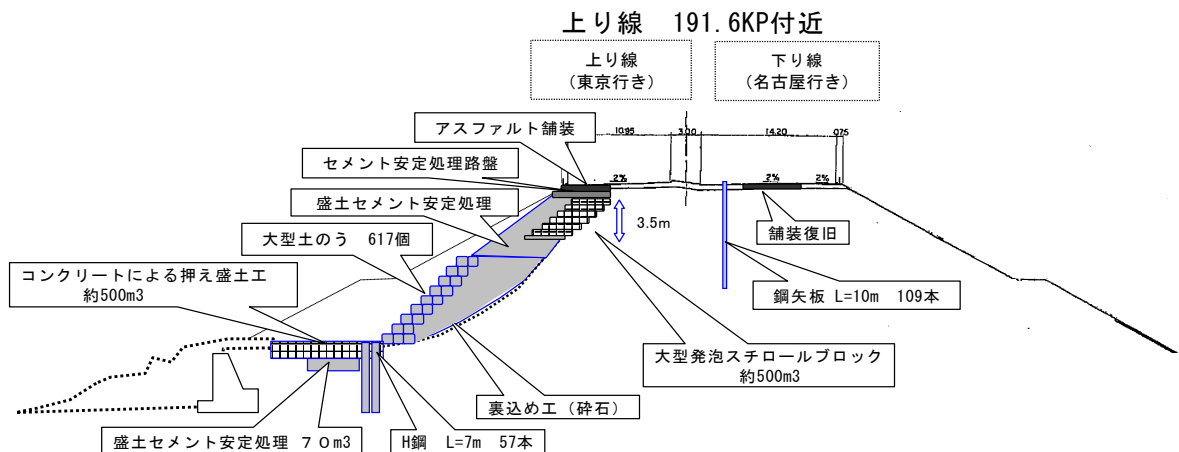 上り線　191.6KP付近
上り線
(東京行き)
下り線
(名古屋行き)
アスファルト舗装
10.95
3.00
14.20
0.75
セメント安定処理路盤
2%
2%
2%
盛土セメント安定処理
3.5m
舗装復旧
大型土のう　617個
コンクリートによる押え盛土工
約500m3
鋼矢板 L=10m　109本
大型発泡スチロールブロック
約500m3
裏込め工（砕石）
盛土セメント安定処理　７０m3
H鋼　L=7m　57本